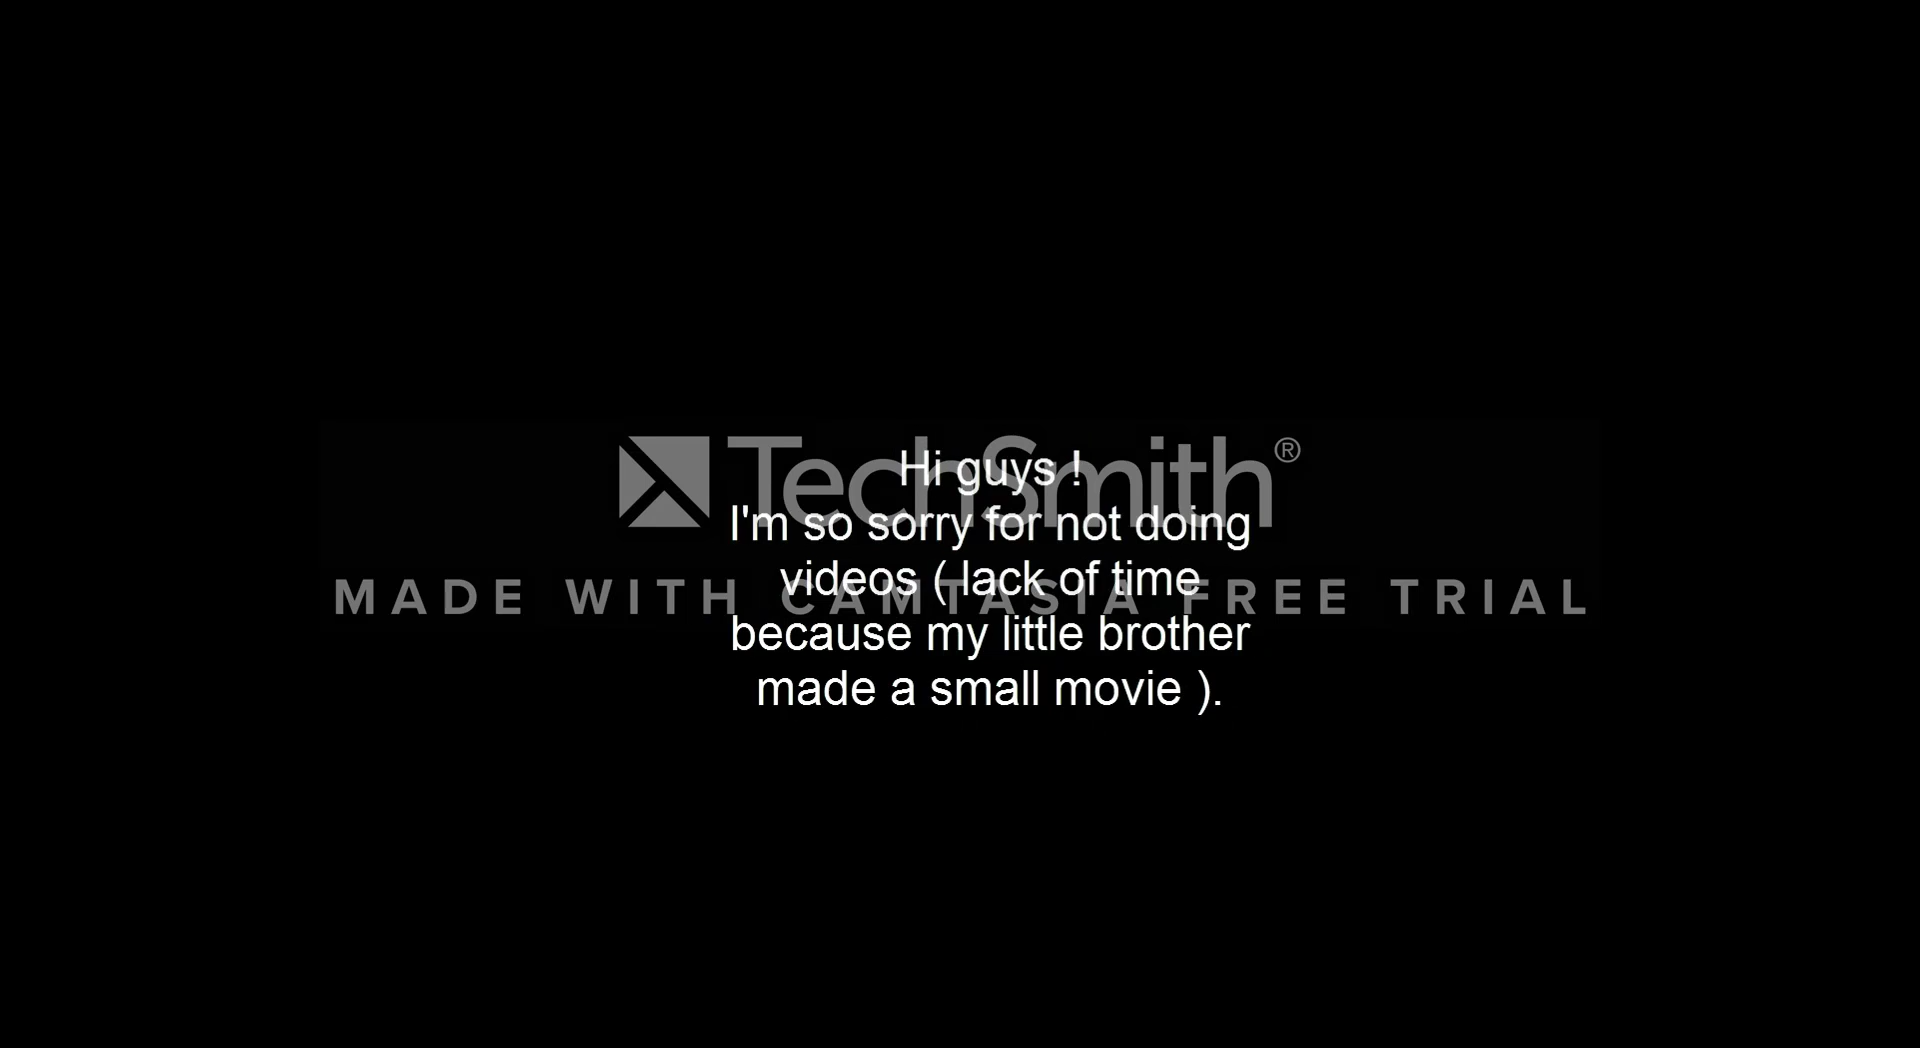 TechSmith®
Hi guys !
I'm so sorry for not doing
videos ( lack of time
MADE WITH CAMTASIA FREE TRIAL
because my little brother
made a small movie ).